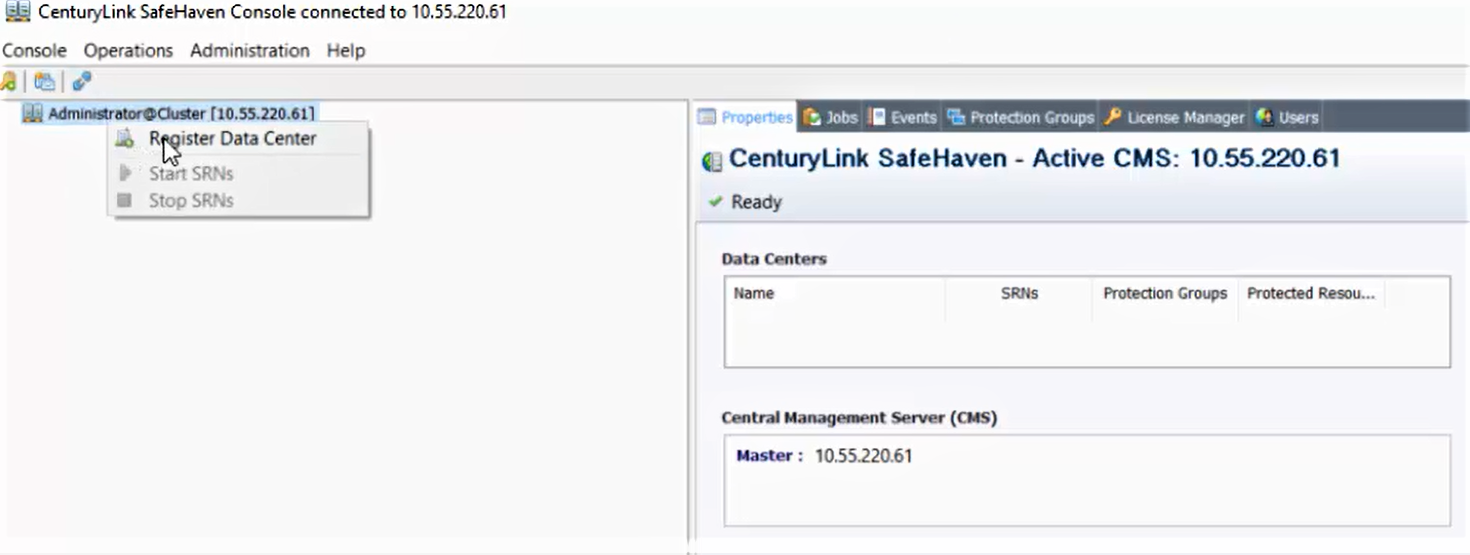 CenturyLink SafeHaven Console connected to 10.55.220.61
Console Operations Administration Help
Administrator@Cluster [10.55.220.61]
Register Data Center
Start SRNs
Stop SRNs
Properties Jobs Events Protection Groups License Manager Users
CenturyLink SafeHaven - Active CMS: 10.55.220.61
Ready
Data Centers
Name SRNs Protection Groups Protected Resou...
Central Management Server (CMS)
Master : 10.55.220.61